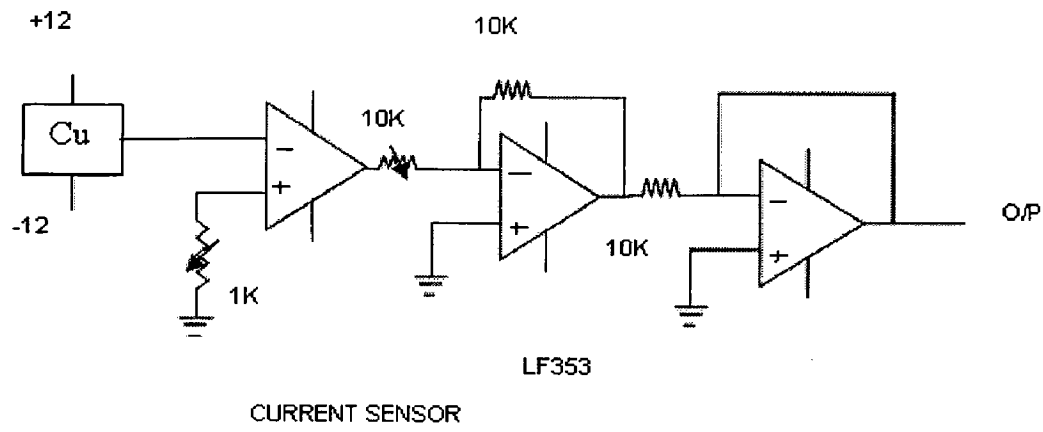 +12
10K
Cu
10K
-12
1K
10K
O/P
LF353
CURRENT SENSOR